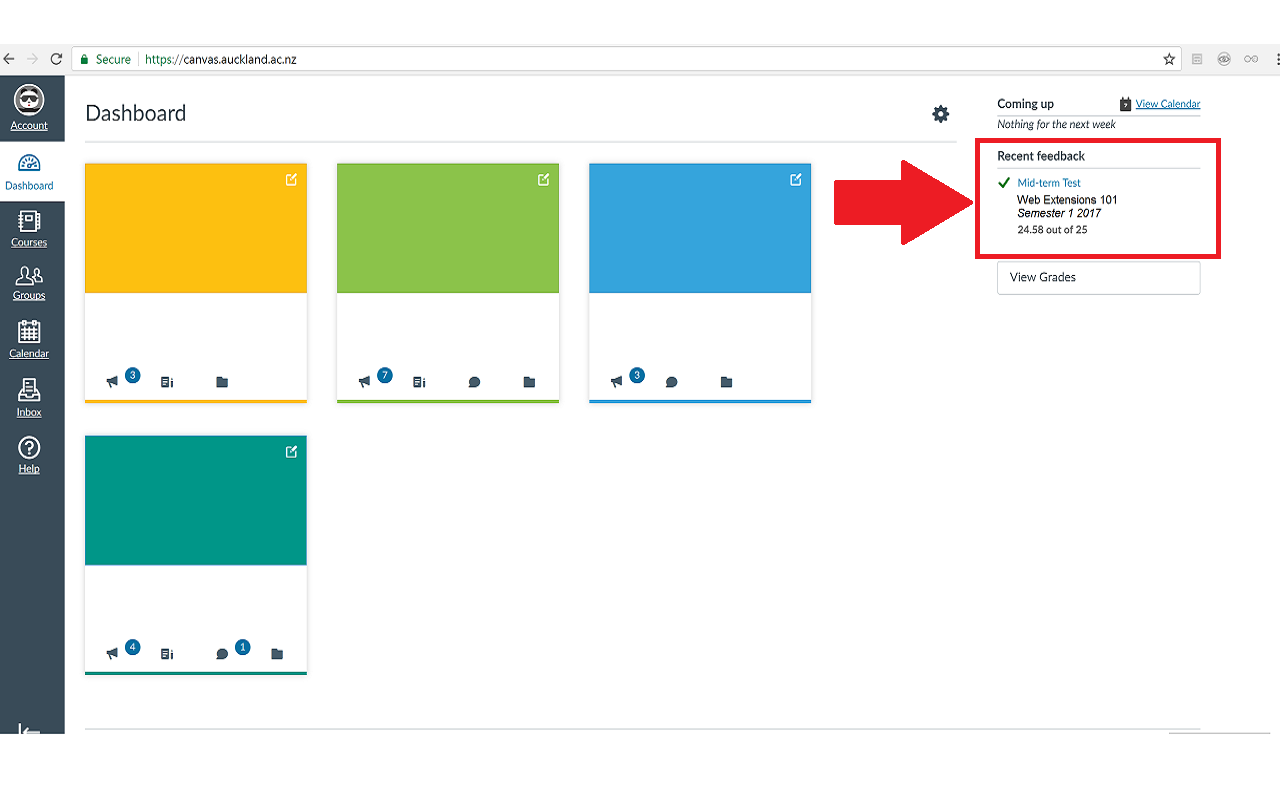 Secure https://canvas.auckland.ac.nz
Account
Dashboard
Courses
Groups
Calendar
Inbox
Help
Dashboard
3
7
3
4
1
Coming up
7
View Calendar
Nothing for the next week
Recent feedback
Mid-term Test
Web Extensions 101
Semester 1 2017
24.58 out of 25
View Grades